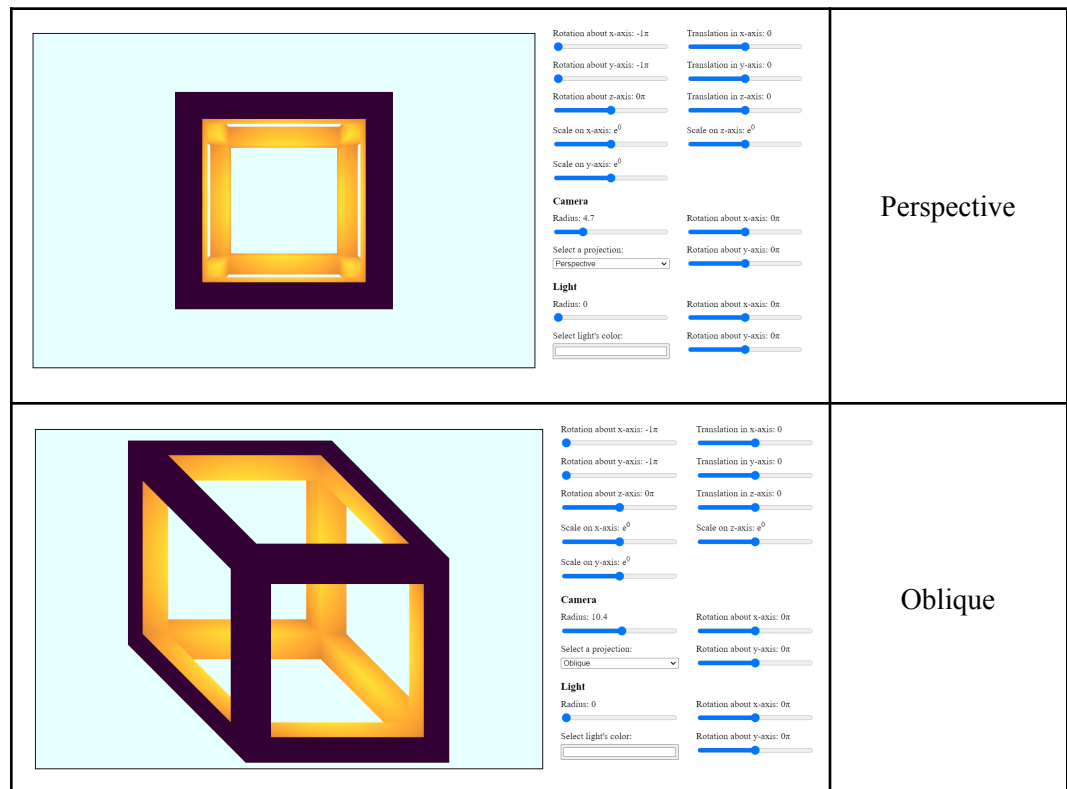 Rotation about x-axis: -1π Translation in x-axis: 0
Rotation about y-axis: -1π Translation in y-axis: 0
Rotation about z-axis: 0π Translation in z-axis: 0
Scale on x-axis: e⁰ Scale on z-axis: e⁰
Scale on y-axis: e⁰
Camera
Radius: 4.7 Rotation about x-axis: 0π
Select a projection: Rotation about y-axis: 0π
Perspective
Light
Radius: 0 Rotation about x-axis: 0π
Select light's color: Rotation about y-axis: 0π
Perspective
Rotation about x-axis: -1π Translation in x-axis: 0
Rotation about y-axis: -1π Translation in y-axis: 0
Rotation about z-axis: 0π Translation in z-axis: 0
Scale on x-axis: e⁰ Scale on z-axis: e⁰
Scale on y-axis: e⁰
Camera
Radius: 10.4 Rotation about x-axis: 0π
Select a projection: Rotation about y-axis: 0π
Oblique
Light
Radius: 0 Rotation about x-axis: 0π
Select light's color: Rotation about y-axis: 0π
Oblique